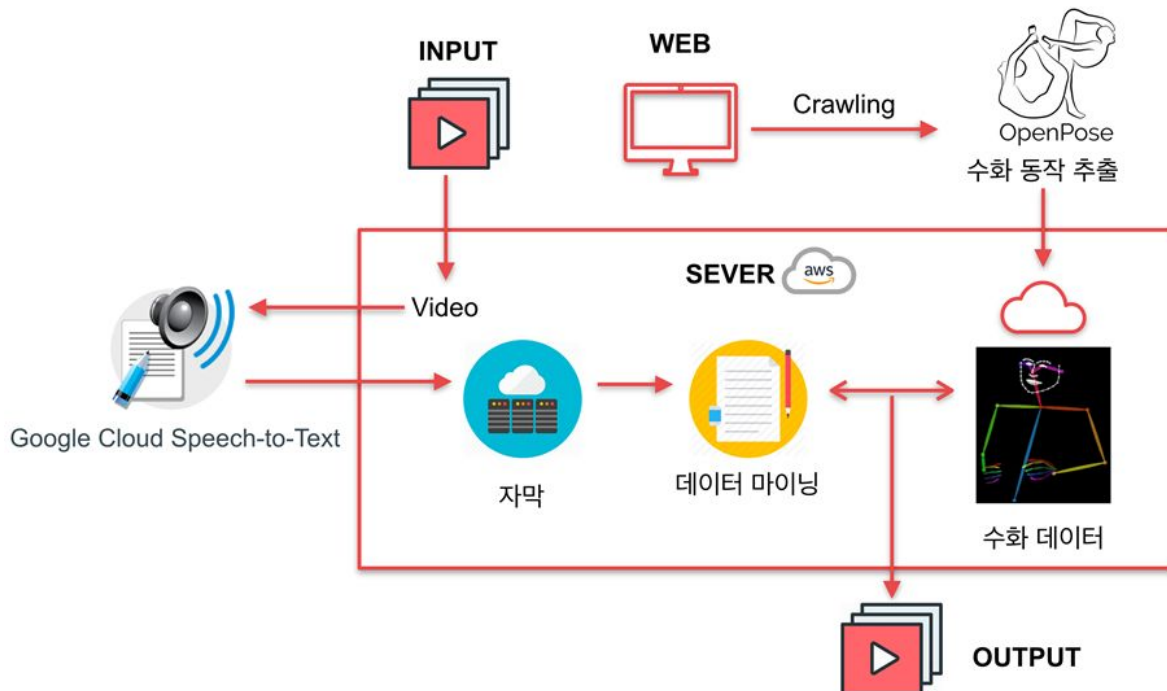 INPUT
WEB
Crawling
OpenPose
수화 동작 추출
SEVER
aws
Video
Google Cloud Speech-to-Text
자막
데이터 마이닝
수화 데이터
OUTPUT